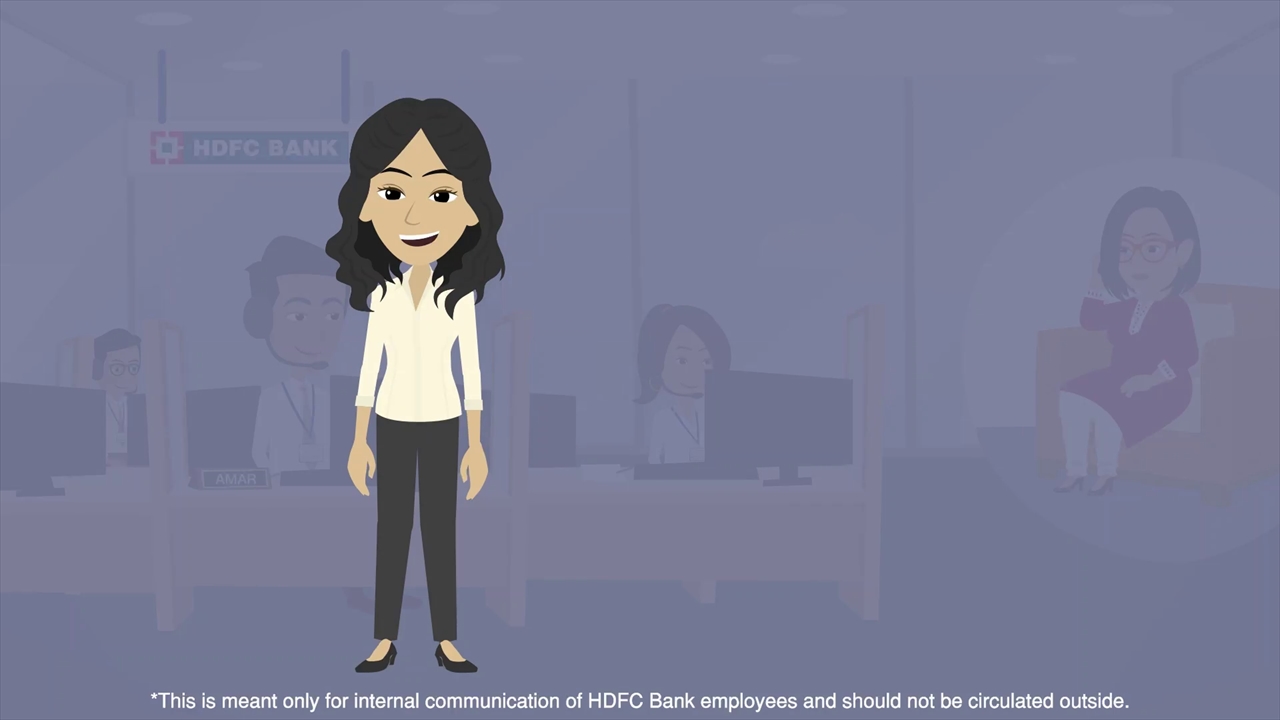 HDFC BANK
AMAR
*This is meant only for internal communication of HDFC Bank employees and should not be circulated outside.